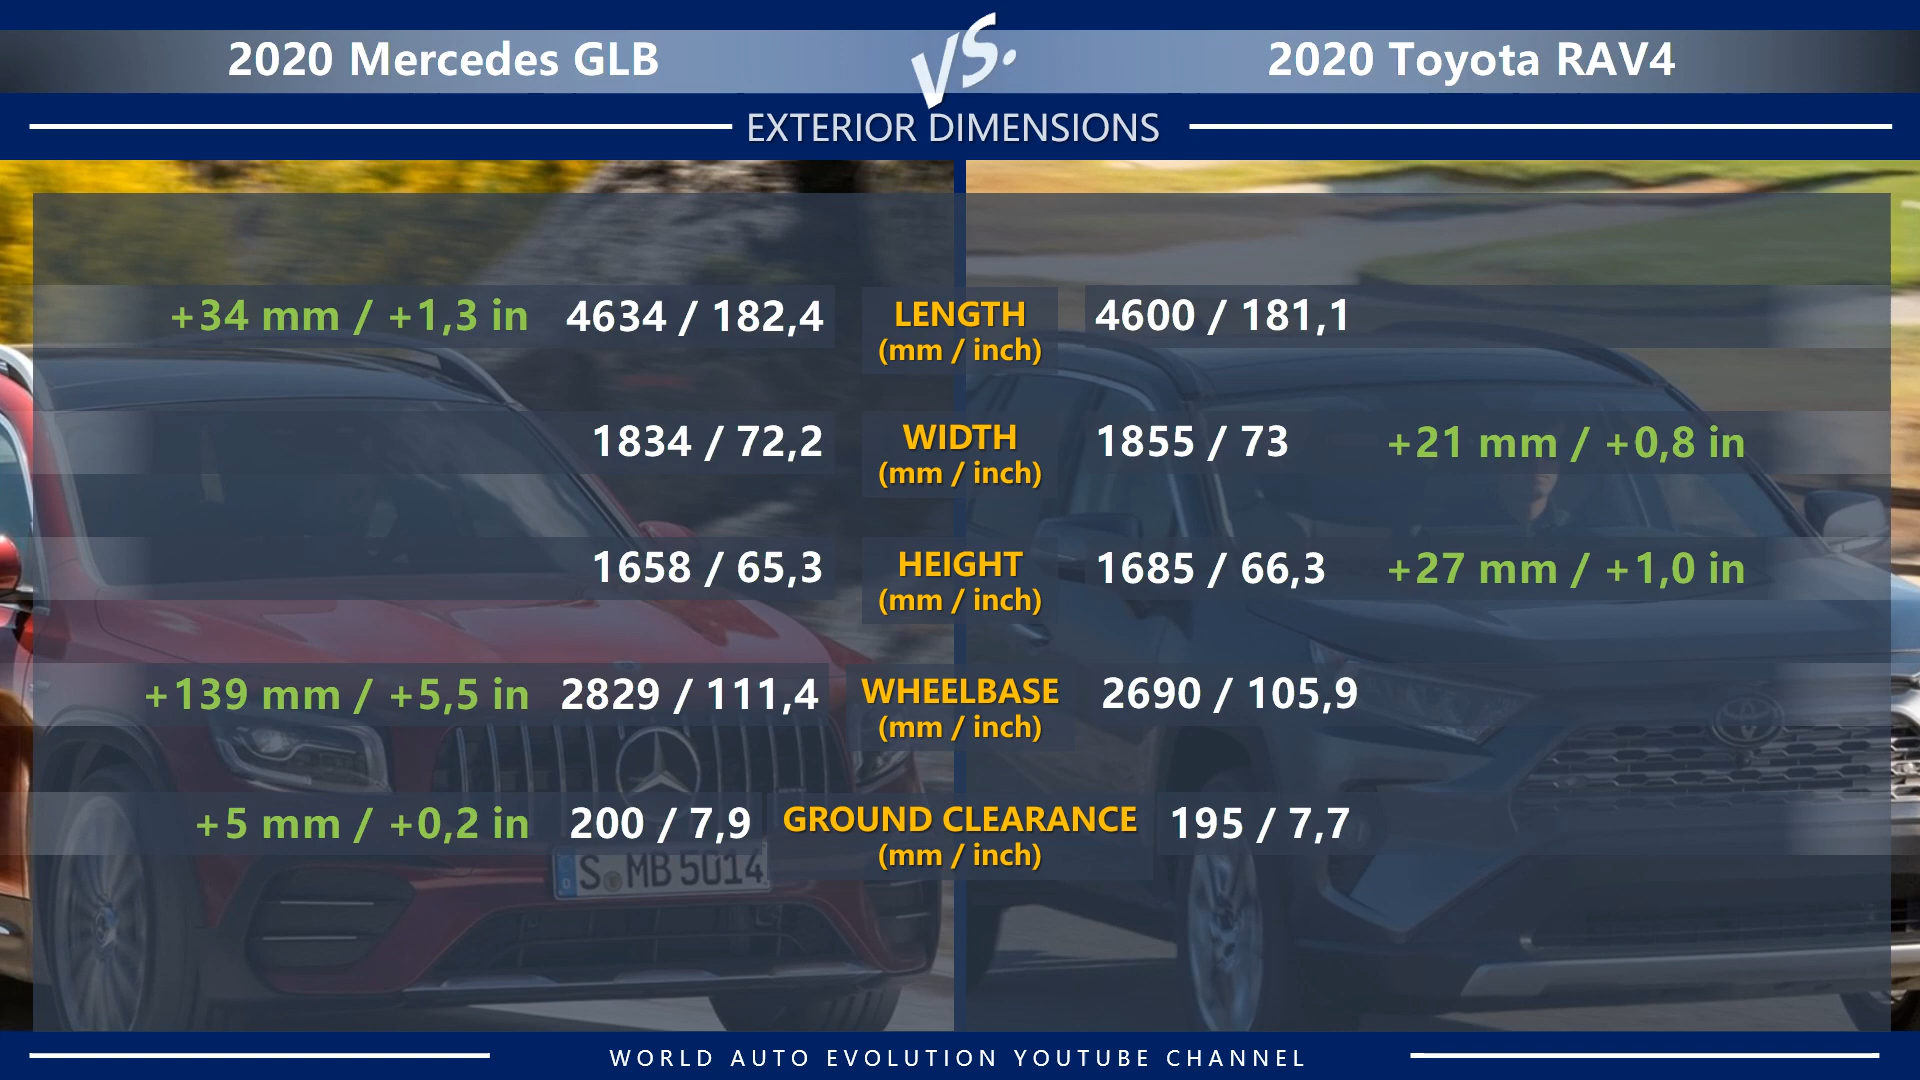 2020 Mercedes GLB
VS.
2020 Toyota RAV4
EXTERIOR DIMENSIONS
+34 mm / +1,3 in 4634 / 182,4 LENGTH 4600 / 181,1
(mm / inch)
1834 / 72,2 WIDTH 1855 / 73 +21 mm / +0,8 in
(mm / inch)
1658 / 65,3 HEIGHT 1685 / 66,3 +27 mm / +1,0 in
(mm / inch)
+139 mm / +5,5 in 2829 / 111,4 WHEELBASE 2690 / 105,9
(mm / inch)
+5 mm / +0,2 in 200 / 7,9 GROUND CLEARANCE 195 / 7,7
(mm / inch)
D S MB 5014
WORLD AUTO EVOLUTION YOUTUBE CHANNEL